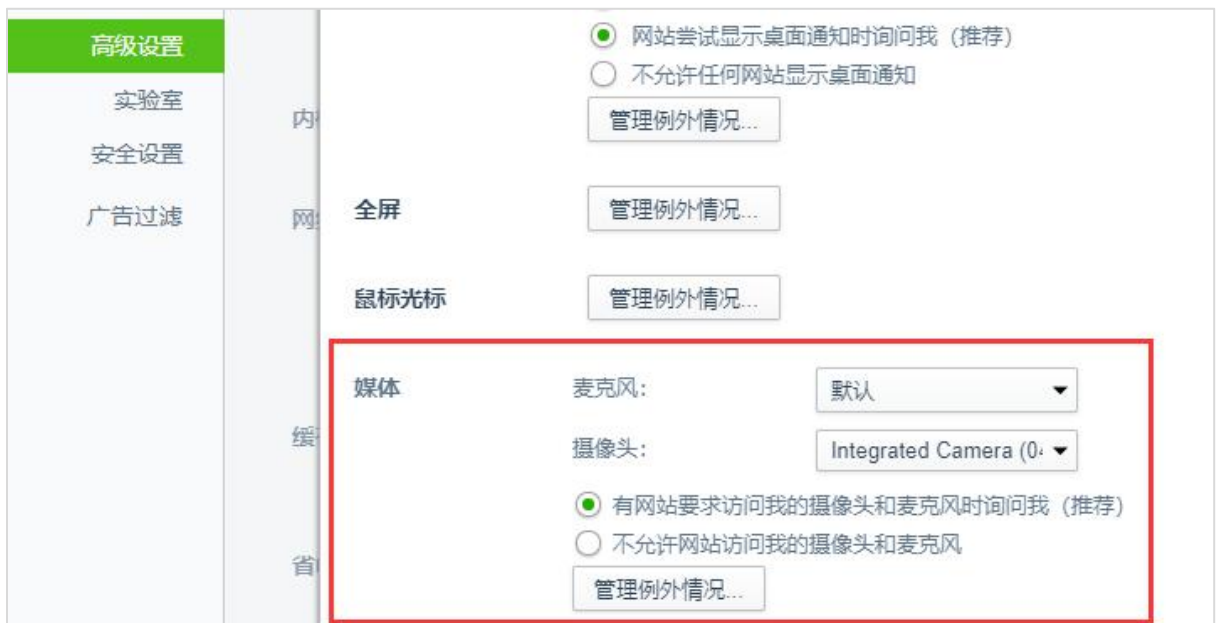 高级设置
实验室
安全设置
广告过滤
内
网
缓
省
网站尝试显示桌面通知时询问我（推荐）
不允许任何网站显示桌面通知
管理例外情况...
全屏
管理例外情况...
鼠标光标
管理例外情况...
媒体
麦克风：
默认
摄像头：
Integrated Camera (04
有网站要求访问我的摄像头和麦克风时询问我（推荐）
不允许网站访问我的摄像头和麦克风
管理例外情况...